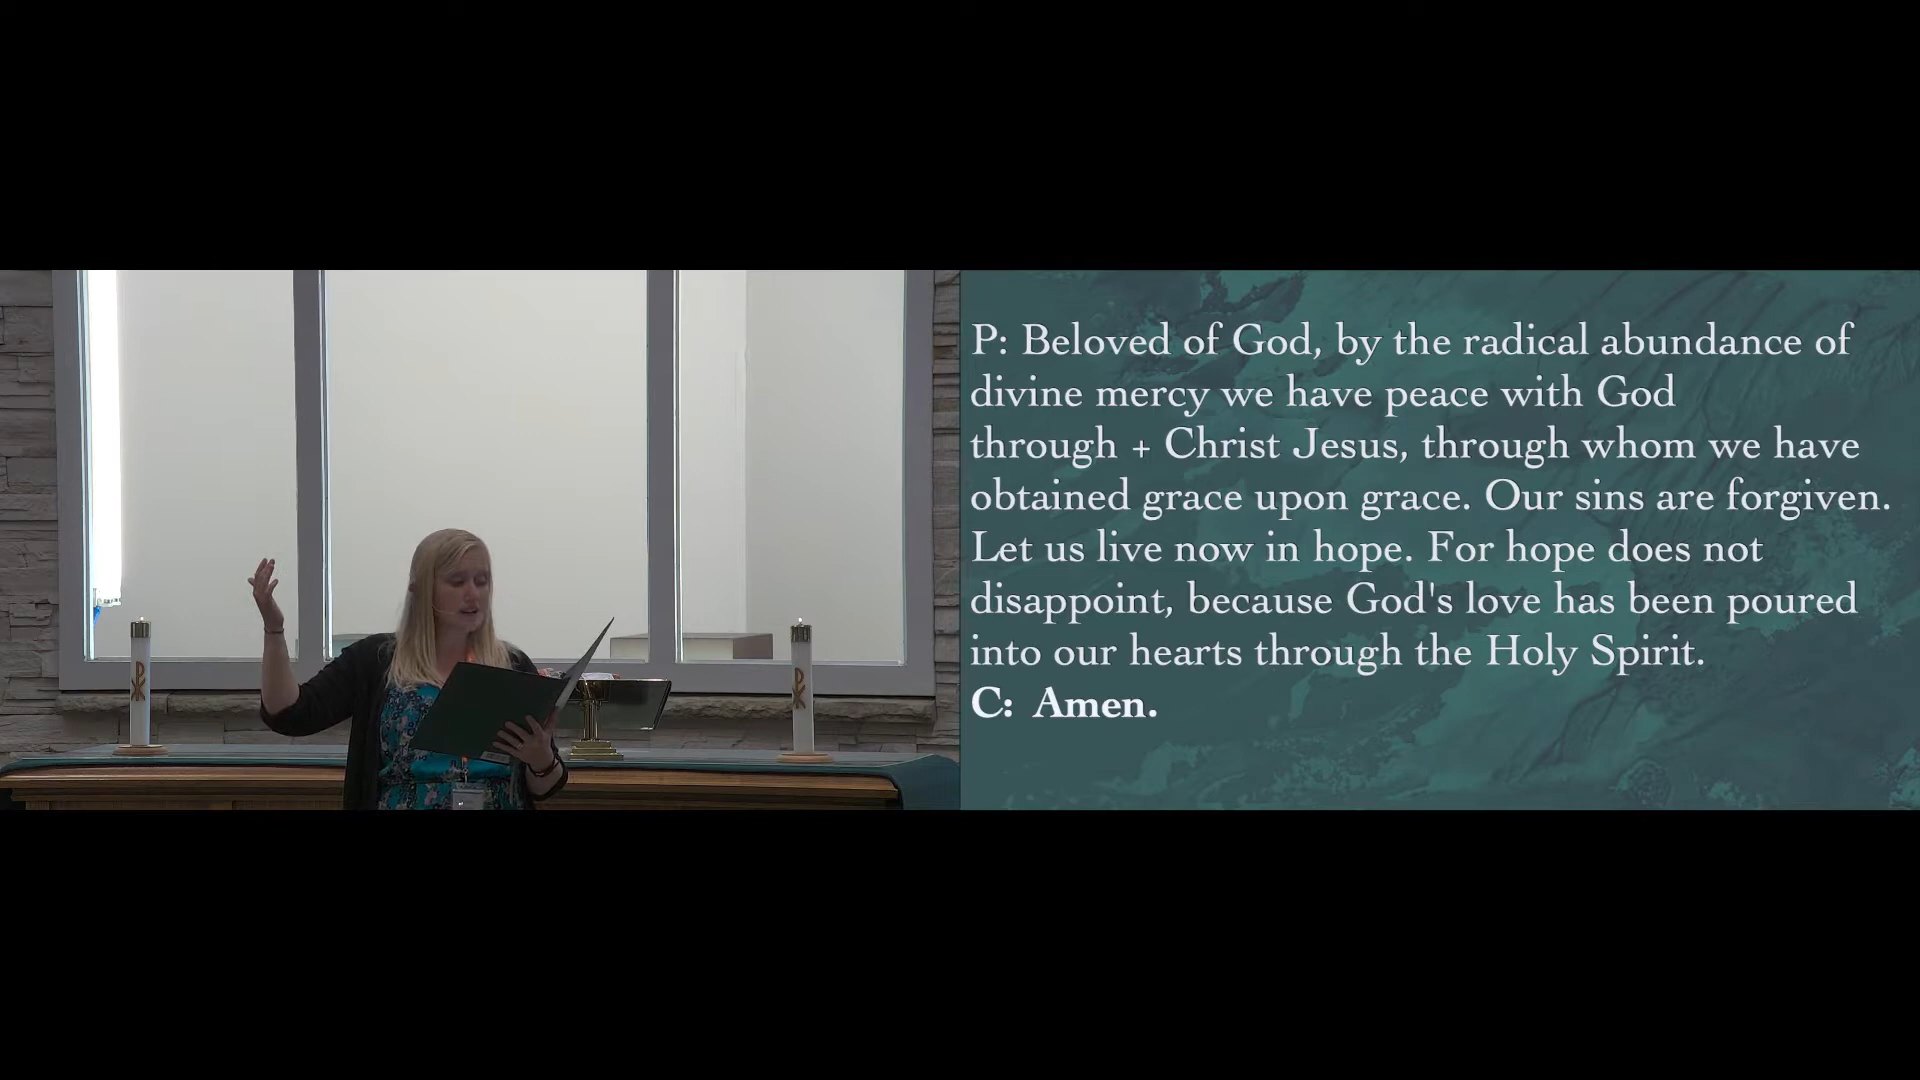 P: Beloved of God, by the radical abundance of
divine mercy we have peace with God
through + Christ Jesus, through whom we have
obtained grace upon grace. Our sins are forgiven.
Let us live now in hope. For hope does not
disappoint, because God's love has been poured
into our hearts through the Holy Spirit.
C: Amen.